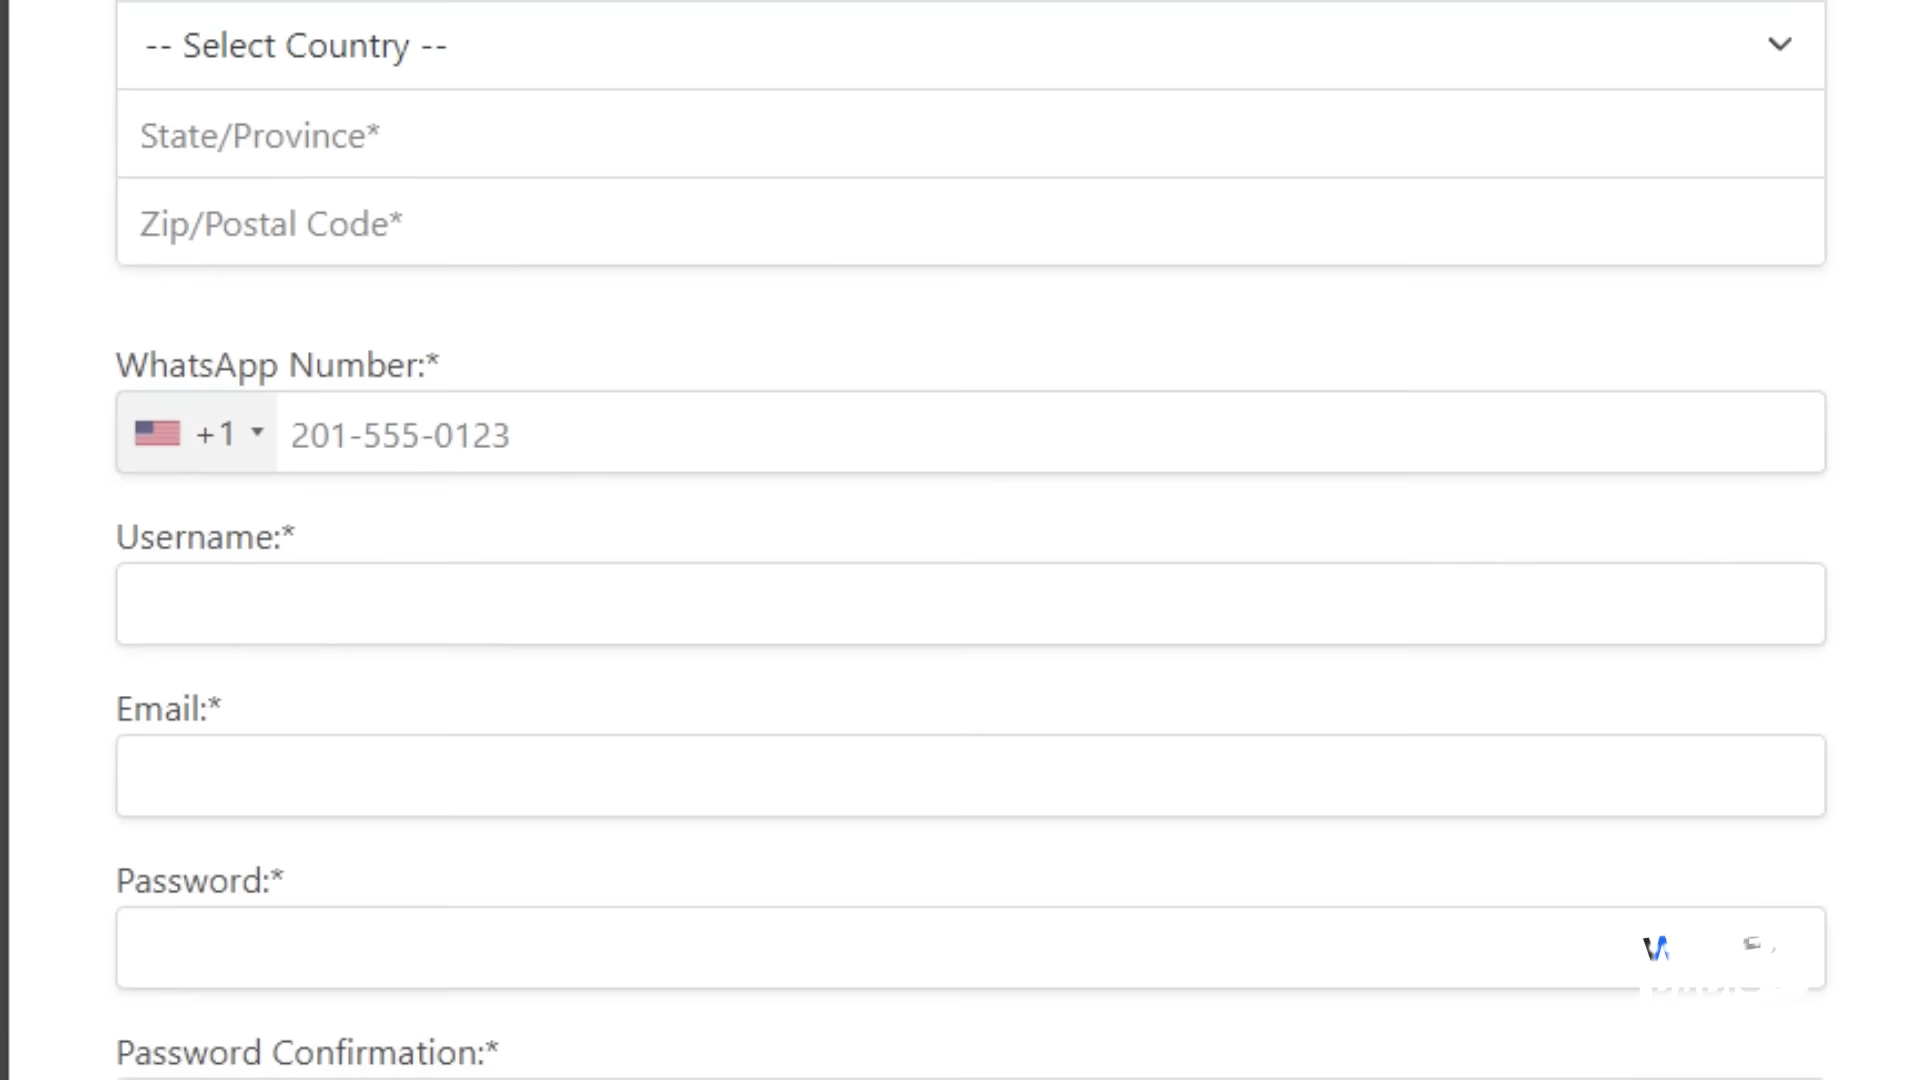 -- Select Country --
State/Province*
Zip/Postal Code*
WhatsApp Number:*
+1 201-555-0123
Username:*
Email:*
Password:*
Password Confirmation:*